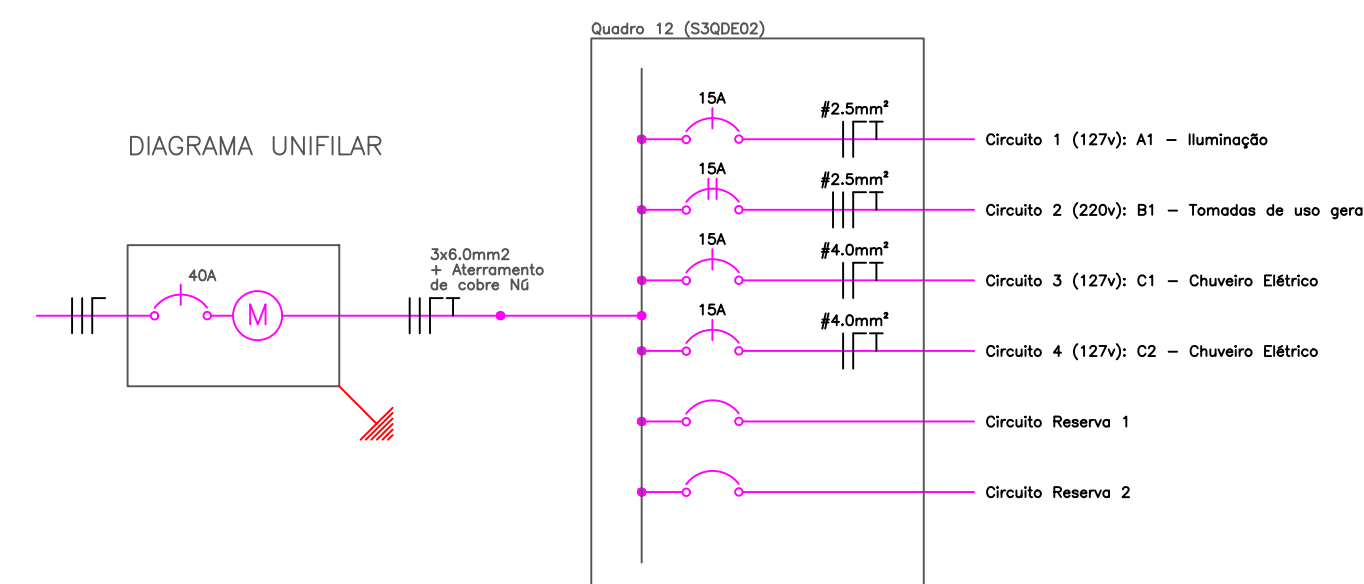 Quadro 12 (S3QDE02)
DIAGRAMA UNIFILAR
15A
#2.5mm²
Circuito 1 (127v): A1 – Iluminação
15A
#2.5mm²
Circuito 2 (220v): B1 – Tomadas de uso gera
15A
#4.0mm²
Circuito 3 (127v): C1 – Chuveiro Elétrico
40A
M
3x6.0mm2
+ Aterramento
de cobre Nú
15A
#4.0mm²
Circuito 4 (127v): C2 – Chuveiro Elétrico
Circuito Reserva 1
Circuito Reserva 2